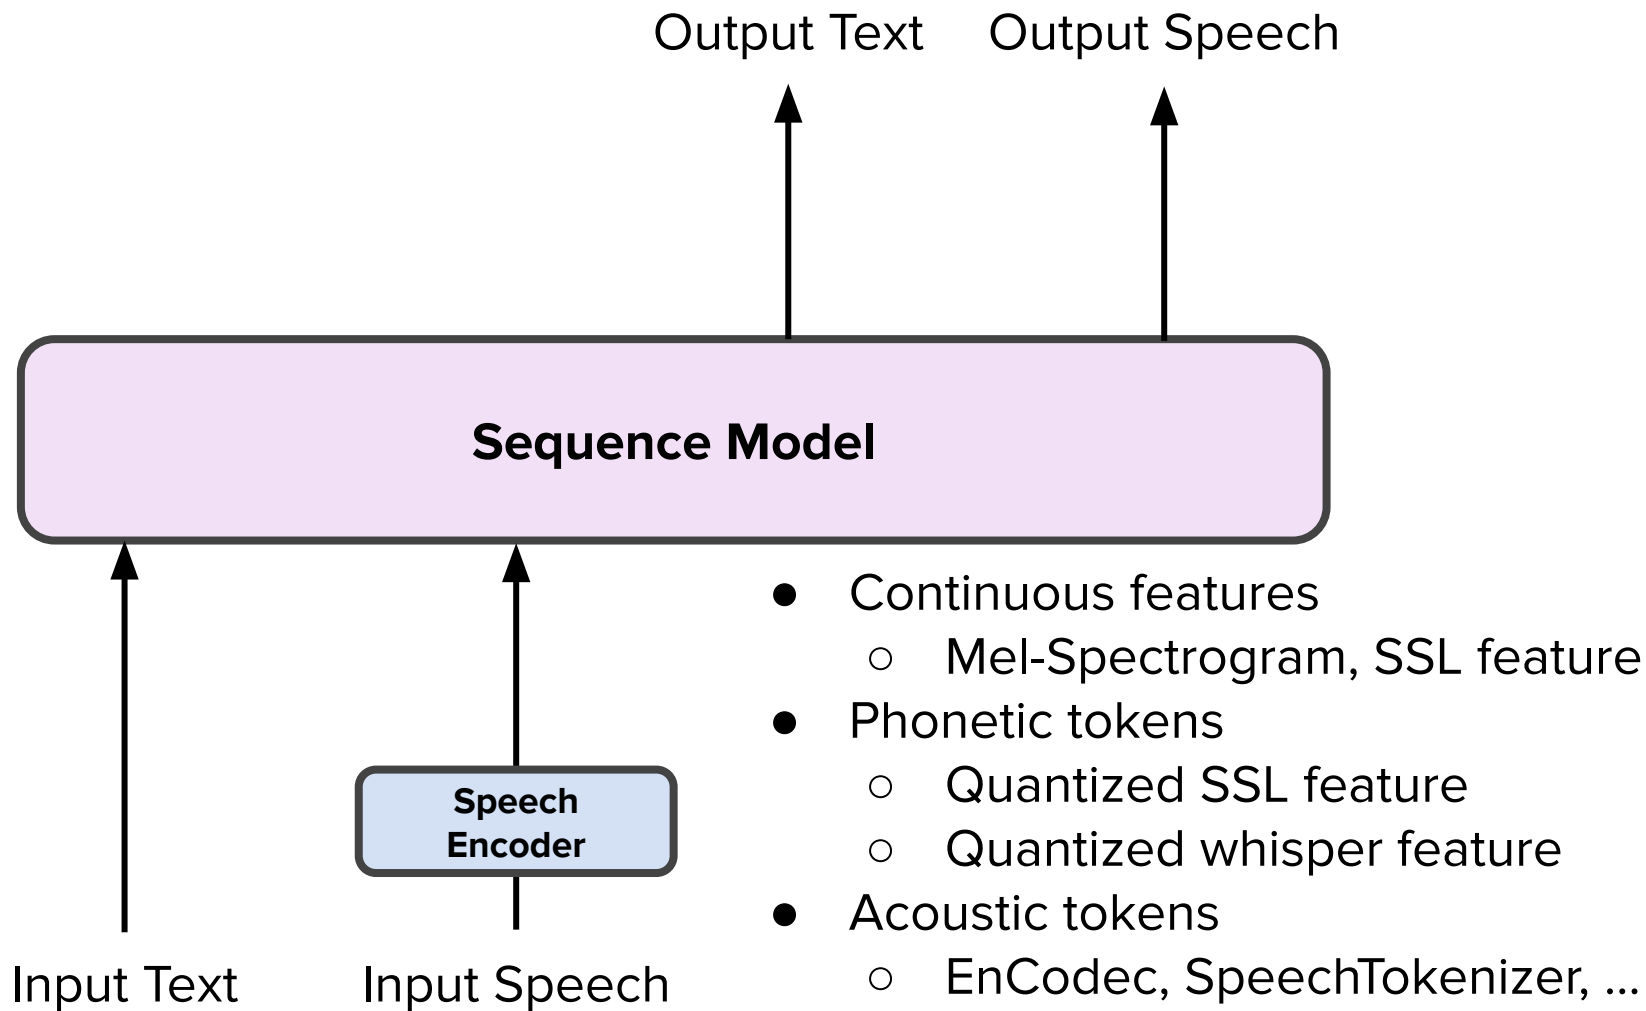 Output Text
Output Speech
Sequence Model
● Continuous features
○ Mel-Spectrogram, SSL feature
● Phonetic tokens
○ Quantized SSL feature
○ Quantized whisper feature
● Acoustic tokens
○ EnCodec, SpeechTokenizer, ...
Speech
Encoder
Input Text
Input Speech